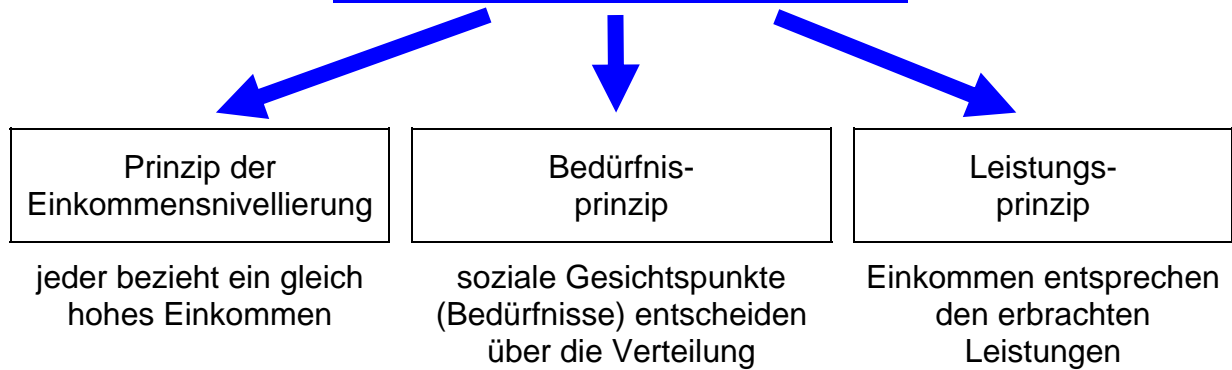 Prinzip der
Einkommensnivellierung
jeder bezieht ein gleich
hohes Einkommen
Bedürfnis-
prinzip
soziale Gesichtspunkte
(Bedürfnisse) entscheiden
über die Verteilung
Leistungs-
prinzip
Einkommen entsprechen
den erbrachten
Leistungen